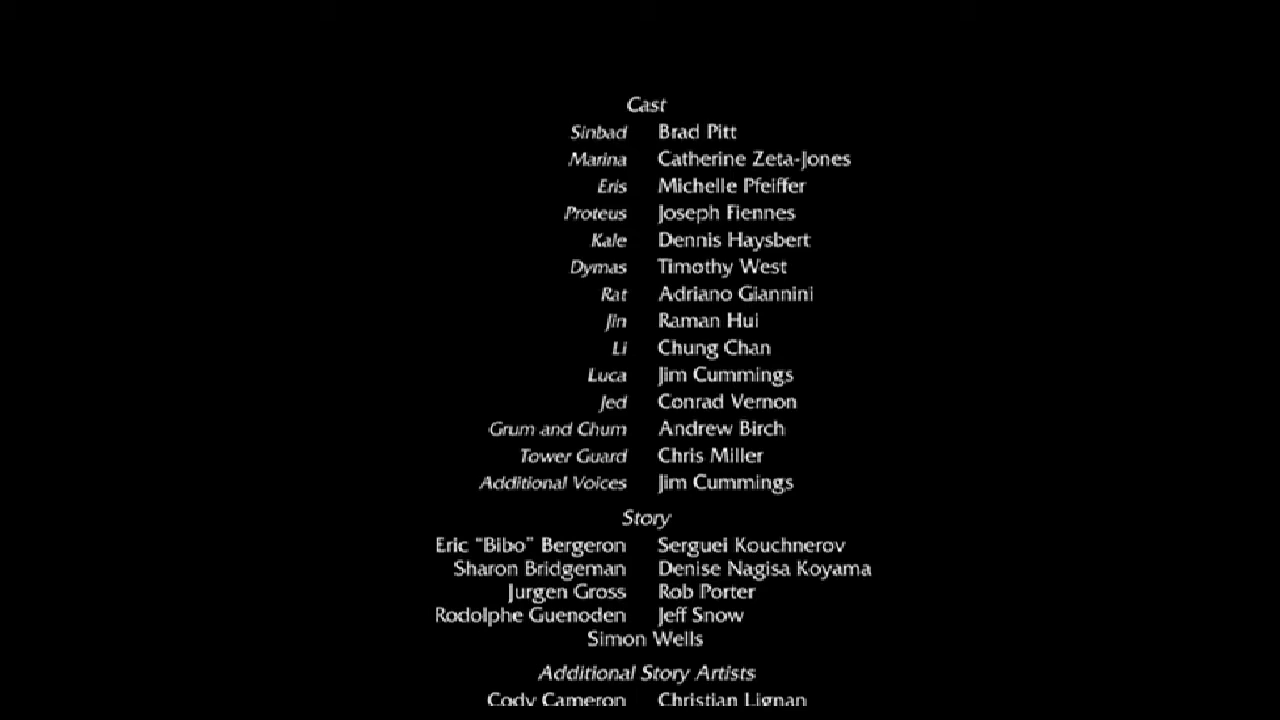 Cast
Sinbad Brad Pitt
Marina Catherine Zeta-Jones
Eris Michelle Pfeiffer
Proteus Joseph Fiennes
Kale Dennis Haysbert
Dymas Timothy West
Rat Adriano Giannini
Jin Raman Hui
Li Chung Chan
Luca Jim Cummings
Jed Conrad Vernon
Grum and Chum Andrew Birch
Tower Guard Chris Miller
Additional Voices Jim Cummings
Story
Eric "Bibo" Bergeron Serguei Kouchnerov
Sharon Bridgeman Denise Nagisa Koyama
Jurgen Gross Rob Porter
Rodolphe Guenoden Jeff Snow
Simon Wells
Additional Story Artists
Cody Cameron Christian Lignan